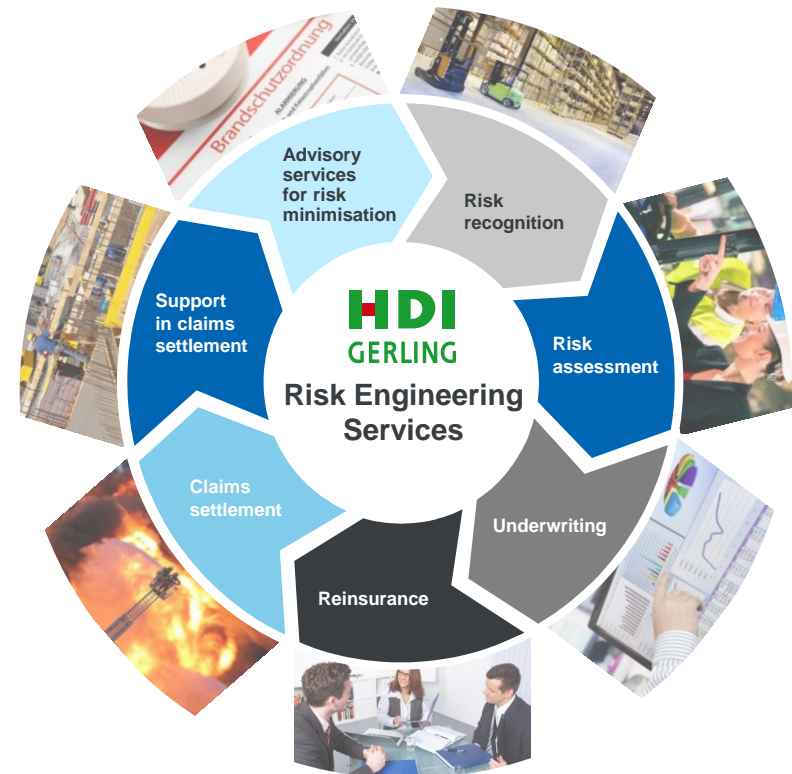 Brandschutzordnung
ALARMIERUNG
Advisory
services
for risk
minimisation
Risk
recognition
Support
in claims
settlement
HDI
GERLING
Risk Engineering
Services
Risk
assessment
Claims
settlement
Underwriting
Reinsurance